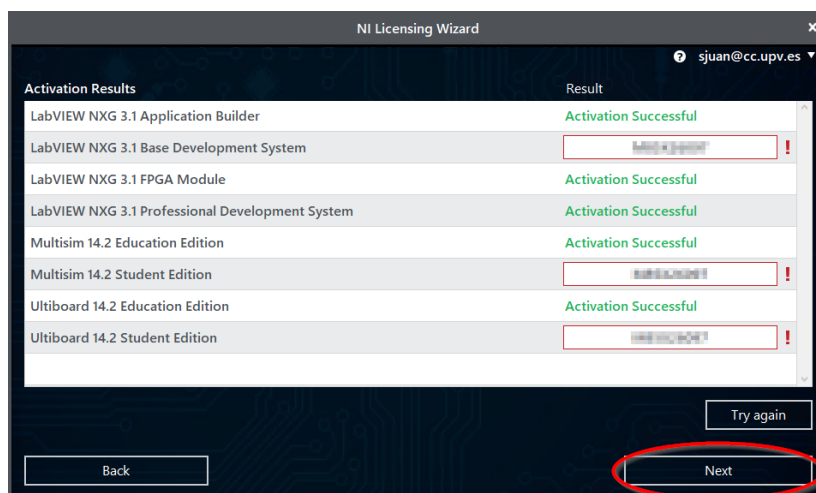 NI Licensing Wizard
sjuan@cc.upv.es
Activation Results Result
LabVIEW NXG 3.1 Application Builder Activation Successful
LabVIEW NXG 3.1 Base Development System !
LabVIEW NXG 3.1 FPGA Module Activation Successful
LabVIEW NXG 3.1 Professional Development System Activation Successful
Multisim 14.2 Education Edition Activation Successful
Multisim 14.2 Student Edition !
Ultiboard 14.2 Education Edition Activation Successful
Ultiboard 14.2 Student Edition !
Try again
Back Next